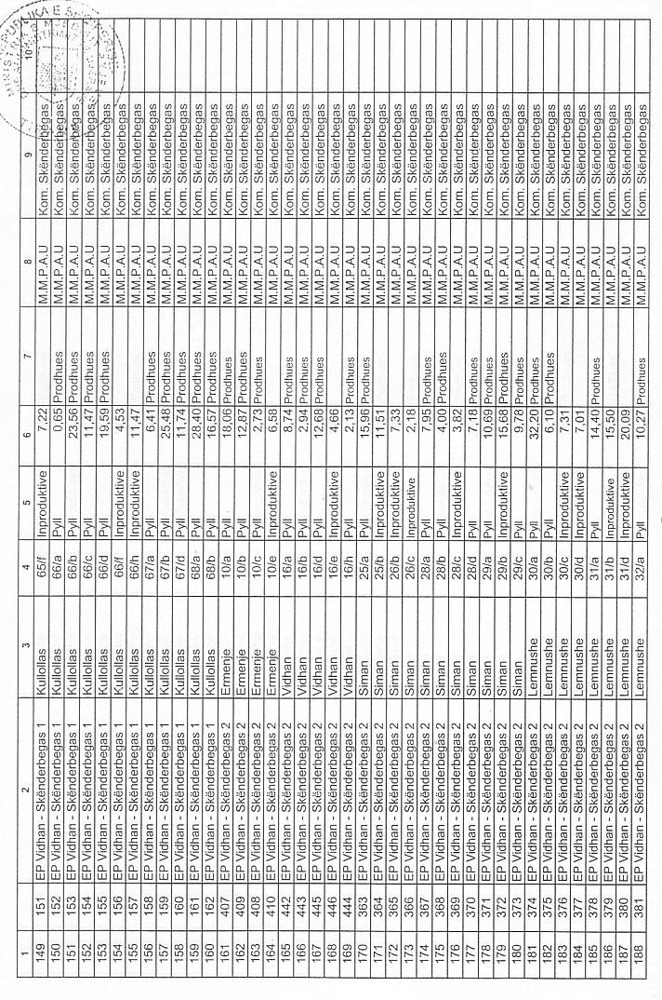 1 2 3 4 5 6 7 8 9 10
149 151 EP Vidhan - Skënderbegas 1 Kullollas 65/f Inproduktive 7,22 M.M.P.A.U Kom. Skënderbegas
150 152 EP Vidhan - Skënderbegas 1 Kullollas 66/a Pyll 0,65 Prodhues M.M.P.A.U Kom. Skënderbegas
151 153 EP Vidhan - Skënderbegas 1 Kullollas 66/b Pyll 23,56 Prodhues M.M.P.A.U Kom. Skënderbegas
152 154 EP Vidhan - Skënderbegas 1 Kullollas 66/c Pyll 11,47 Prodhues M.M.P.A.U Kom. Skënderbegas
153 155 EP Vidhan - Skënderbegas 1 Kullollas 66/d Pyll 19,59 Prodhues M.M.P.A.U Kom. Skënderbegas
154 156 EP Vidhan - Skënderbegas 1 Kullollas 66/f Inproduktive 4,53 M.M.P.A.U Kom. Skënderbegas
155 157 EP Vidhan - Skënderbegas 1 Kullollas 66/h Inproduktive 11,47 M.M.P.A.U Kom. Skënderbegas
156 158 EP Vidhan - Skënderbegas 1 Kullollas 67/a Pyll 6,41 Prodhues M.M.P.A.U Kom. Skënderbegas
157 159 EP Vidhan - Skënderbegas 1 Kullollas 67/b Pyll 25,48 Prodhues M.M.P.A.U Kom. Skënderbegas
158 160 EP Vidhan - Skënderbegas 1 Kullollas 67/d Pyll 11,74 Prodhues M.M.P.A.U Kom. Skënderbegas
159 161 EP Vidhan - Skënderbegas 1 Kullollas 68/a Pyll 28,40 Prodhues M.M.P.A.U Kom. Skënderbegas
160 162 EP Vidhan - Skënderbegas 1 Kullollas 68/b Pyll 16,57 Prodhues M.M.P.A.U Kom. Skënderbegas
161 407 EP Vidhan - Skënderbegas 2 Ermenje 10/a Pyll 18,06 Prodhues M.M.P.A.U Kom. Skënderbegas
162 409 EP Vidhan - Skënderbegas 2 Ermenje 10/b Pyll 12,87 Prodhues M.M.P.A.U Kom. Skënderbegas
163 408 EP Vidhan - Skënderbegas 2 Ermenje 10/c Pyll 2,73 Prodhues M.M.P.A.U Kom. Skënderbegas
164 410 EP Vidhan - Skënderbegas 2 Ermenje 10/e Inproduktive 6,58 M.M.P.A.U Kom. Skënderbegas
165 442 EP Vidhan - Skënderbegas 2 Vidhan 16/a Pyll 8,74 Prodhues M.M.P.A.U Kom. Skënderbegas
166 443 EP Vidhan - Skënderbegas 2 Vidhan 16/b Pyll 2,94 Prodhues M.M.P.A.U Kom. Skënderbegas
167 445 EP Vidhan - Skënderbegas 2 Vidhan 16/d Pyll 12,68 Prodhues M.M.P.A.U Kom. Skënderbegas
168 446 EP Vidhan - Skënderbegas 2 Vidhan 16/e Inproduktive 4,66 M.M.P.A.U Kom. Skënderbegas
169 444 EP Vidhan - Skënderbegas 2 Vidhan 16/h Pyll 2,13 Prodhues M.M.P.A.U Kom. Skënderbegas
170 363 EP Vidhan - Skënderbegas 2 Siman 25/a Pyll 15,96 Prodhues M.M.P.A.U Kom. Skënderbegas
171 364 EP Vidhan - Skënderbegas 2 Siman 25/b Inproduktive 11,51 M.M.P.A.U Kom. Skënderbegas
172 365 EP Vidhan - Skënderbegas 2 Siman 26/b Inproduktive 7,33 M.M.P.A.U Kom. Skënderbegas
173 366 EP Vidhan - Skënderbegas 2 Siman 26/c Inproduktive 2,18 M.M.P.A.U Kom. Skënderbegas
174 367 EP Vidhan - Skënderbegas 2 Siman 28/a Pyll 7,95 Prodhues M.M.P.A.U Kom. Skënderbegas
175 368 EP Vidhan - Skënderbegas 2 Siman 28/b Pyll 4,00 Prodhues M.M.P.A.U Kom. Skënderbegas
176 369 EP Vidhan - Skënderbegas 2 Siman 28/c Inproduktive 3,82 M.M.P.A.U Kom. Skënderbegas
177 370 EP Vidhan - Skënderbegas 2 Siman 28/d Pyll 7,18 Prodhues M.M.P.A.U Kom. Skënderbegas
178 371 EP Vidhan - Skënderbegas 2 Siman 29/a Pyll 10,69 Prodhues M.M.P.A.U Kom. Skënderbegas
179 372 EP Vidhan - Skënderbegas 2 Siman 29/b Inproduktive 15,68 Prodhues M.M.P.A.U Kom. Skënderbegas
180 373 EP Vidhan - Skënderbegas 2 Siman 29/c Pyll 9,78 Prodhues M.M.P.A.U Kom. Skënderbegas
181 374 EP Vidhan - Skënderbegas 2 Lemnushe 30/a Pyll 32,20 Prodhues M.M.P.A.U Kom. Skënderbegas
182 375 EP Vidhan - Skënderbegas 2 Lemnushe 30/b Pyll 6,10 Prodhues M.M.P.A.U Kom. Skënderbegas
183 376 EP Vidhan - Skënderbegas 2 Lemnushe 30/c Inproduktive 7,31 M.M.P.A.U Kom. Skënderbegas
184 377 EP Vidhan - Skënderbegas 2 Lemnushe 30/d Inproduktive 7,01 M.M.P.A.U Kom. Skënderbegas
185 378 EP Vidhan - Skënderbegas 2 Lemnushe 31/a Pyll 14,40 Prodhues M.M.P.A.U Kom. Skënderbegas
186 379 EP Vidhan - Skënderbegas 2 Lemnushe 31/b Inproduktive 15,50 M.M.P.A.U Kom. Skënderbegas
187 380 EP Vidhan - Skënderbegas 2 Lemnushe 31/d Inproduktive 20,09 M.M.P.A.U Kom. Skënderbegas
188 381 EP Vidhan - Skënderbegas 2 Lemnushe 32/a Pyll 10,27 Prodhues M.M.P.A.U Kom. Skënderbegas